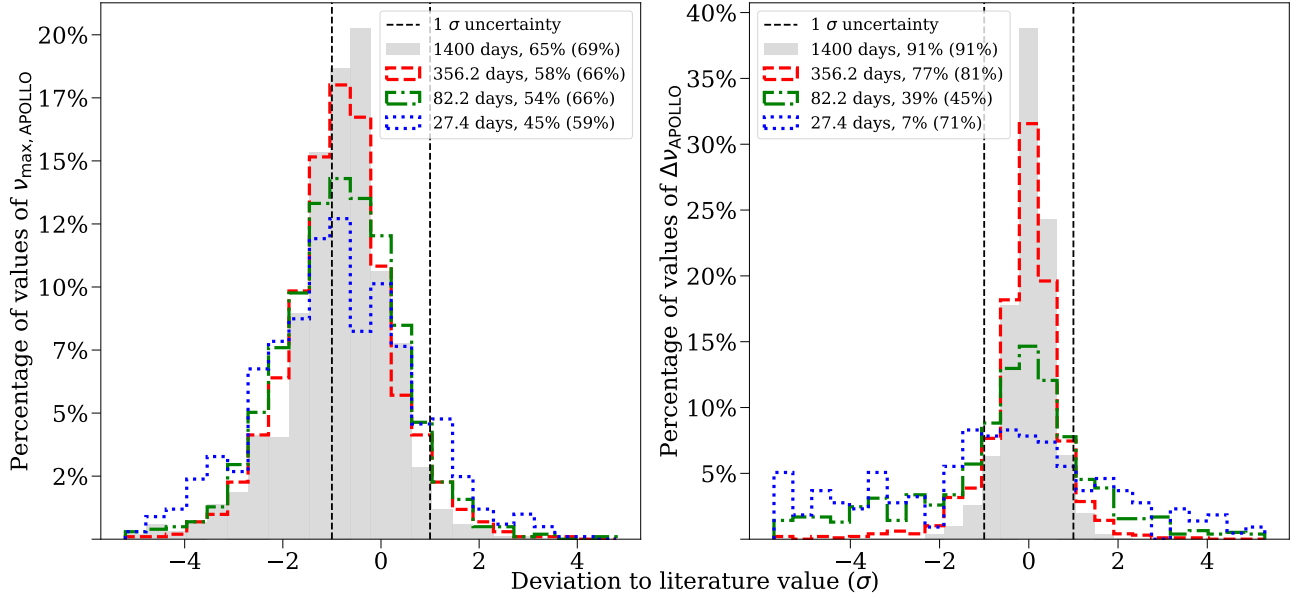 Percentage of values of ν_max, APOLLO
20%
17%
15%
12%
10%
7%
5%
2%
−4
−2
0
2
4
1 σ uncertainty
1400 days, 65% (69%)
356.2 days, 58% (66%)
82.2 days, 54% (66%)
27.4 days, 45% (59%)
Percentage of values of Δν_APOLLO
40%
35%
30%
25%
20%
15%
10%
5%
−4
−2
0
2
4
1 σ uncertainty
1400 days, 91% (91%)
356.2 days, 77% (81%)
82.2 days, 39% (45%)
27.4 days, 7% (71%)
Deviation to literature value (σ)